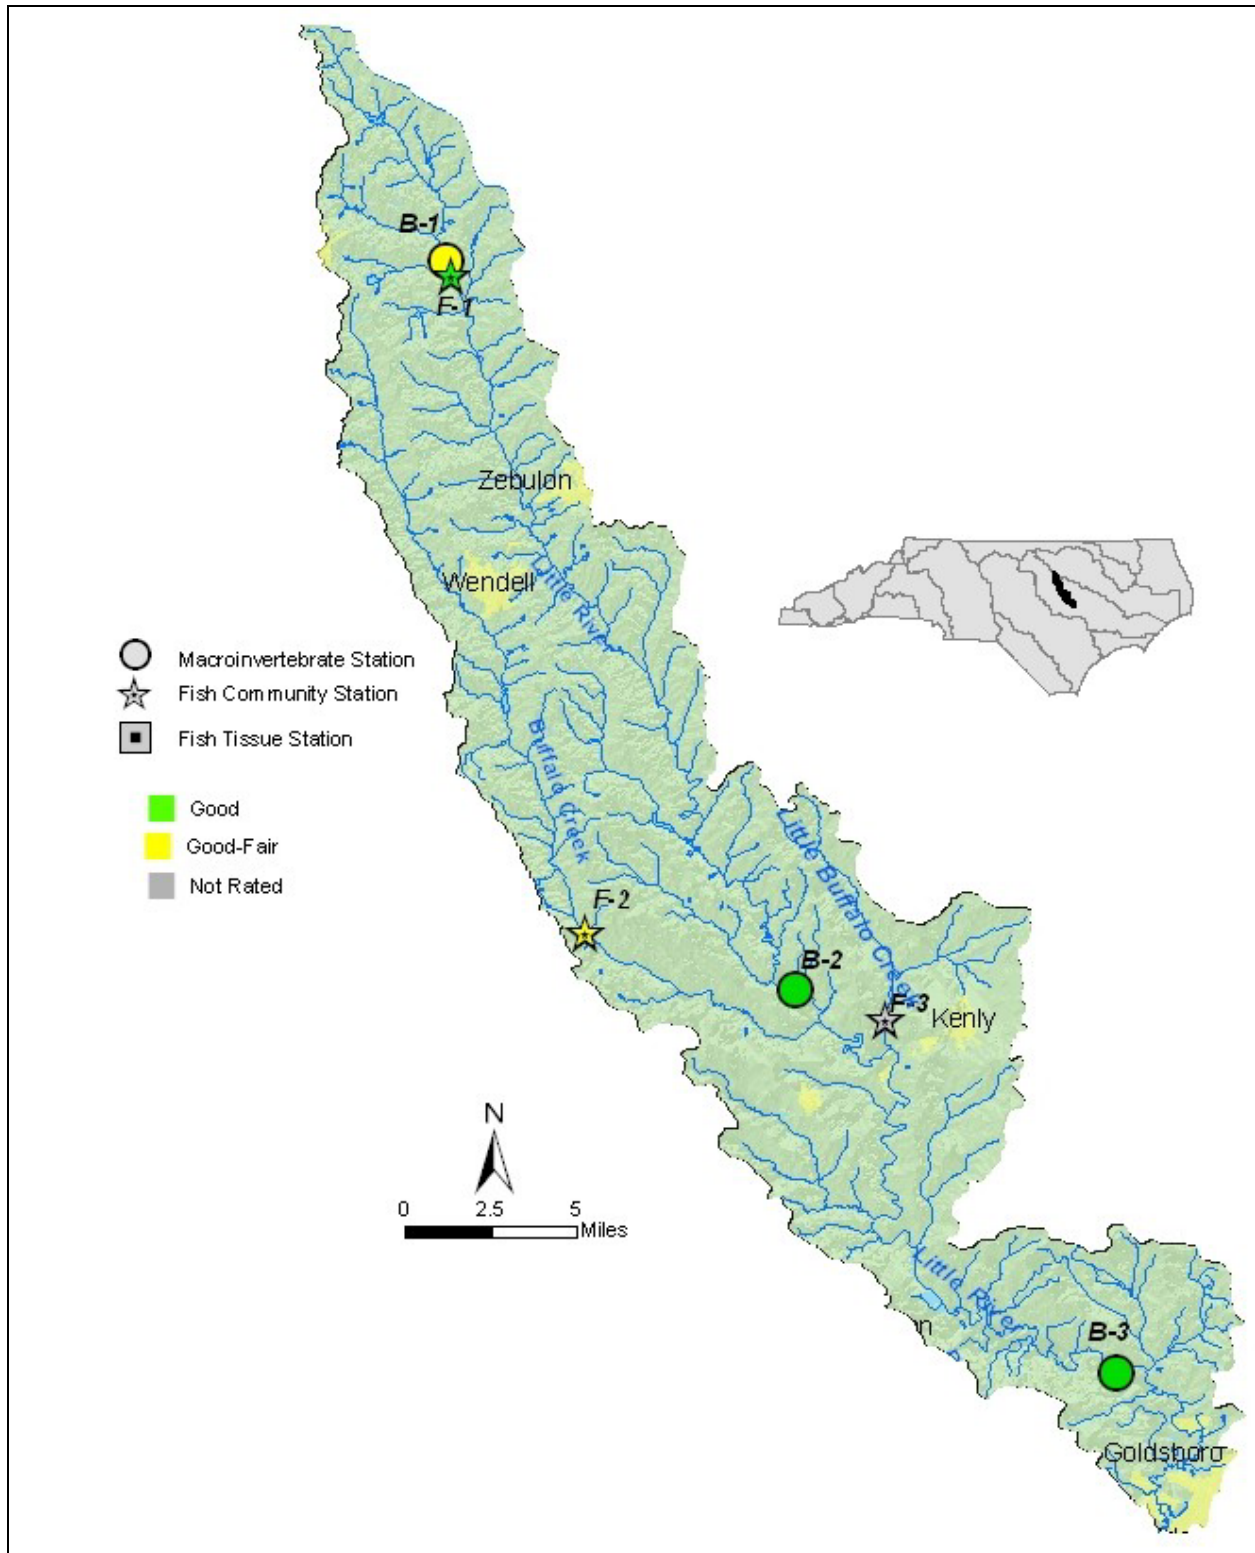 B-1
F-1
Zebulon
Wendell
Little River
Macroinvertebrate Station
Fish Community Station
Fish Tissue Station
Buffalo Creek
Good
Good-Fair
Not Rated
Little Buffalo Creek
F-2
B-2
F-3
Kenly
N
0 2.5 5
Miles
Little River
B-3
Goldsboro